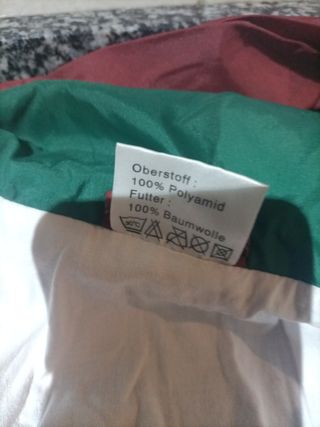 Oberstoff :
100% Polyamid
Futter :
100% Baumwolle